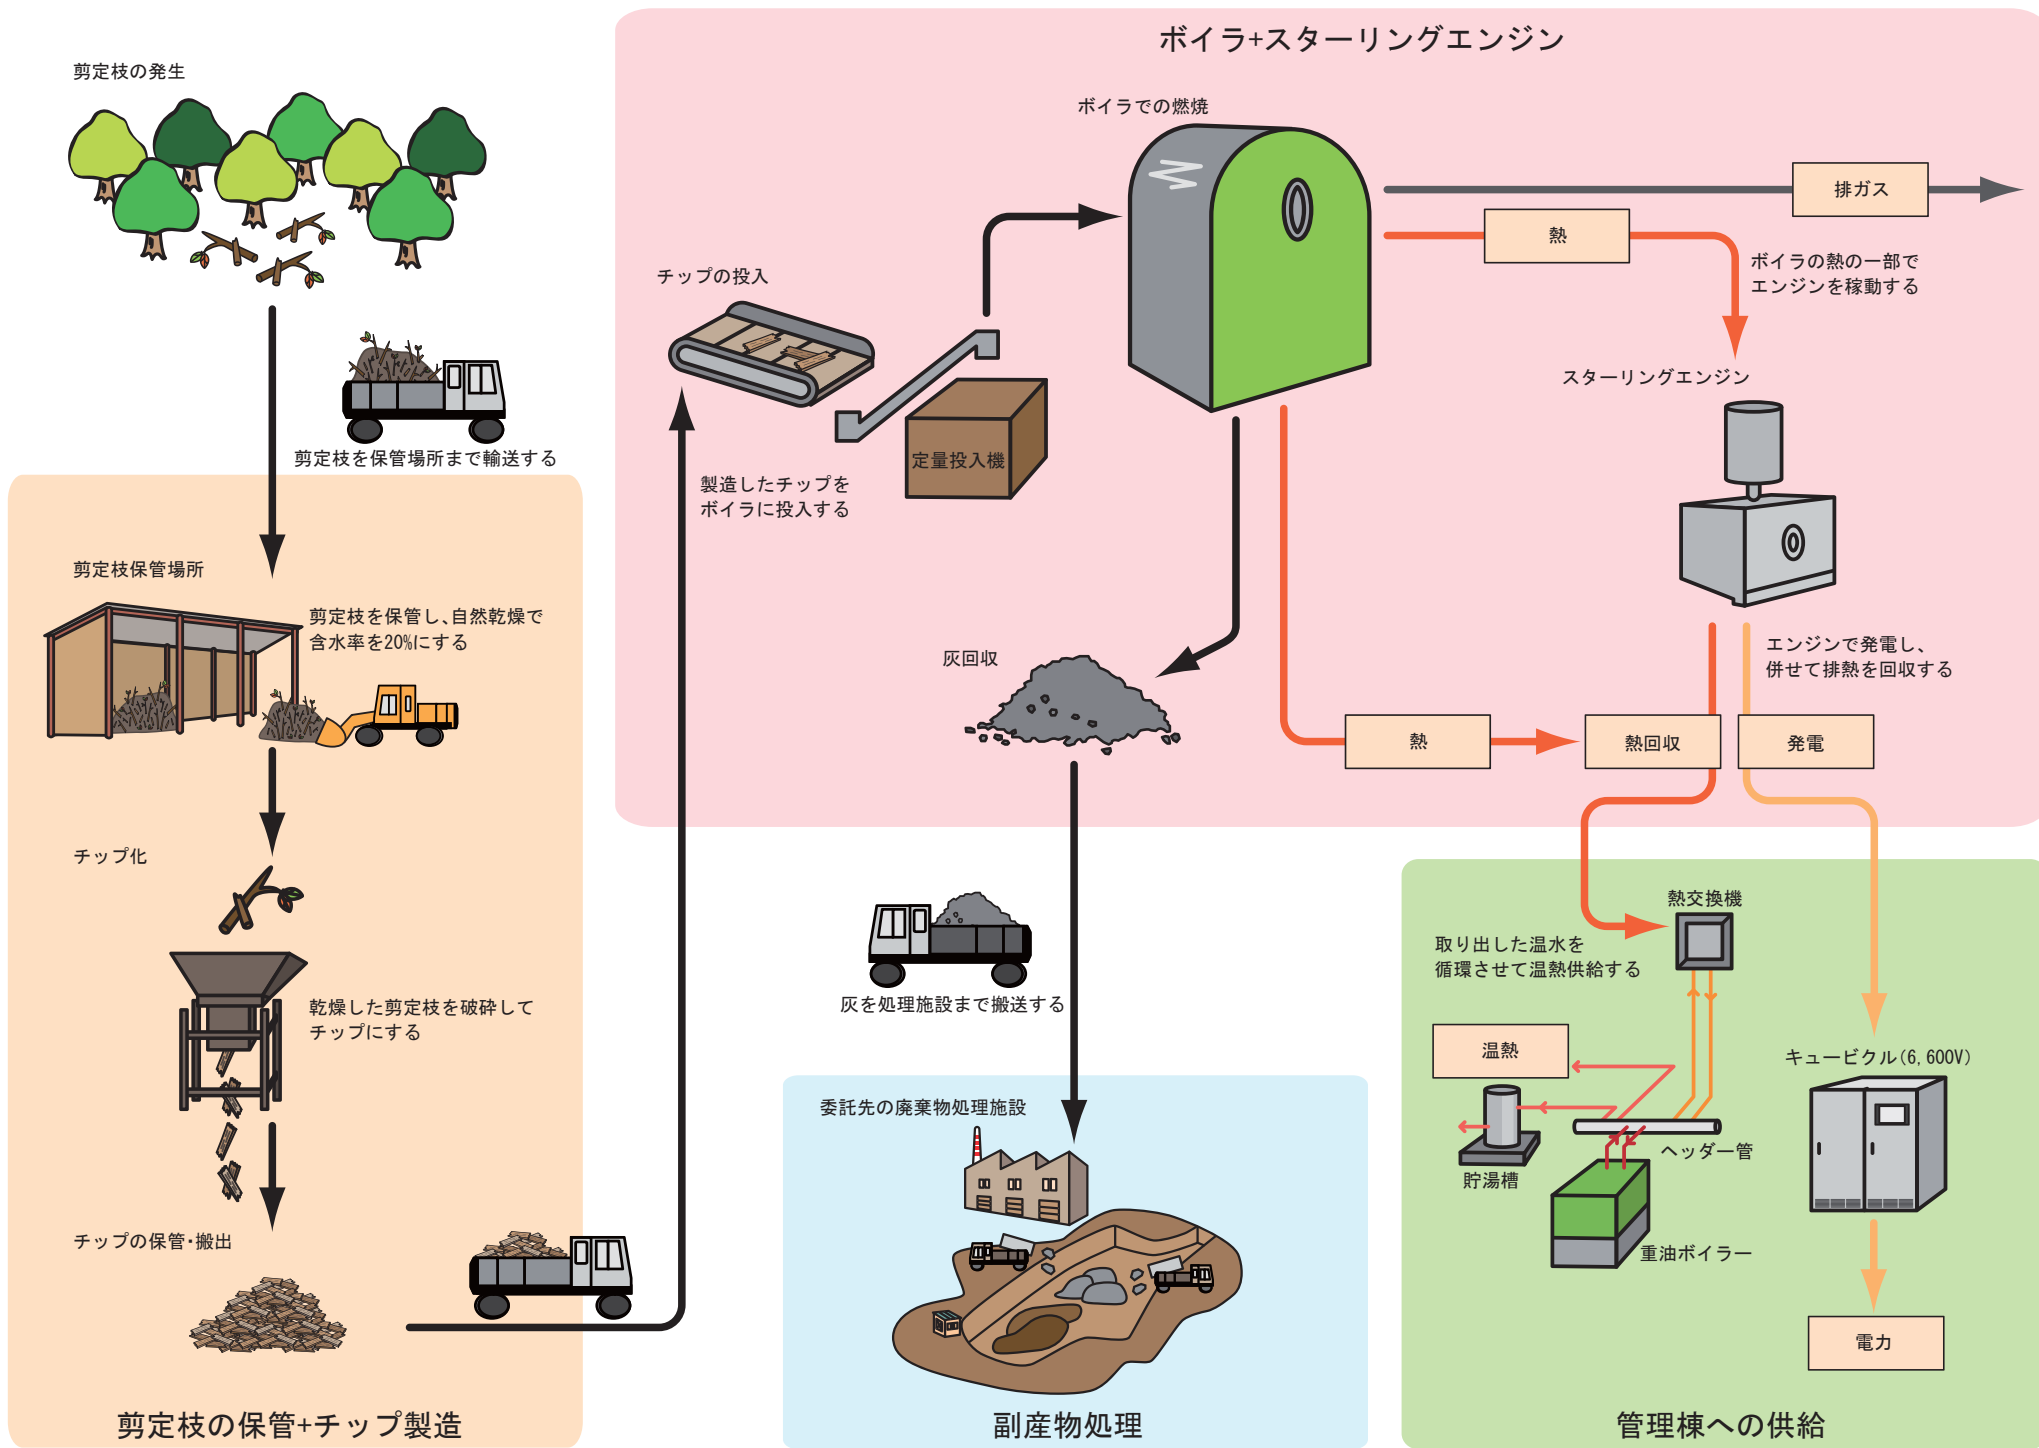 剪定枝の発生
剪定枝を保管場所まで輸送する
剪定枝保管場所
剪定枝を保管し、自然乾燥で
含水率を20%にする
チップ化
乾燥した剪定枝を破砕して
チップにする
チップの保管・搬出
剪定枝の保管+チップ製造
ボイラ+スターリングエンジン
チップの投入
製造したチップを
ボイラに投入する
定量投入機
ボイラでの燃焼
排ガス
熱
ボイラの熱の一部で
エンジンを稼動する
スターリングエンジン
エンジンで発電し、
併せて排熱を回収する
灰回収
熱
熱回収
発電
灰を処理施設まで搬送する
委託先の廃棄物処理施設
副産物処理
熱交換機
取り出した温水を
循環させて温熱供給する
温熱
貯湯槽
ヘッダー管
重油ボイラー
キュービクル(6,600V)
電力
管理棟への供給